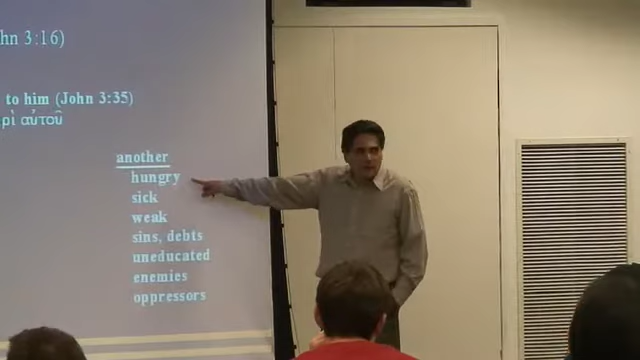 hn 3:16)
to him (John 3:35)
ρὶ αὐτοῦ
another
hungry
sick
weak
sins, debts
uneducated
enemies
oppressors